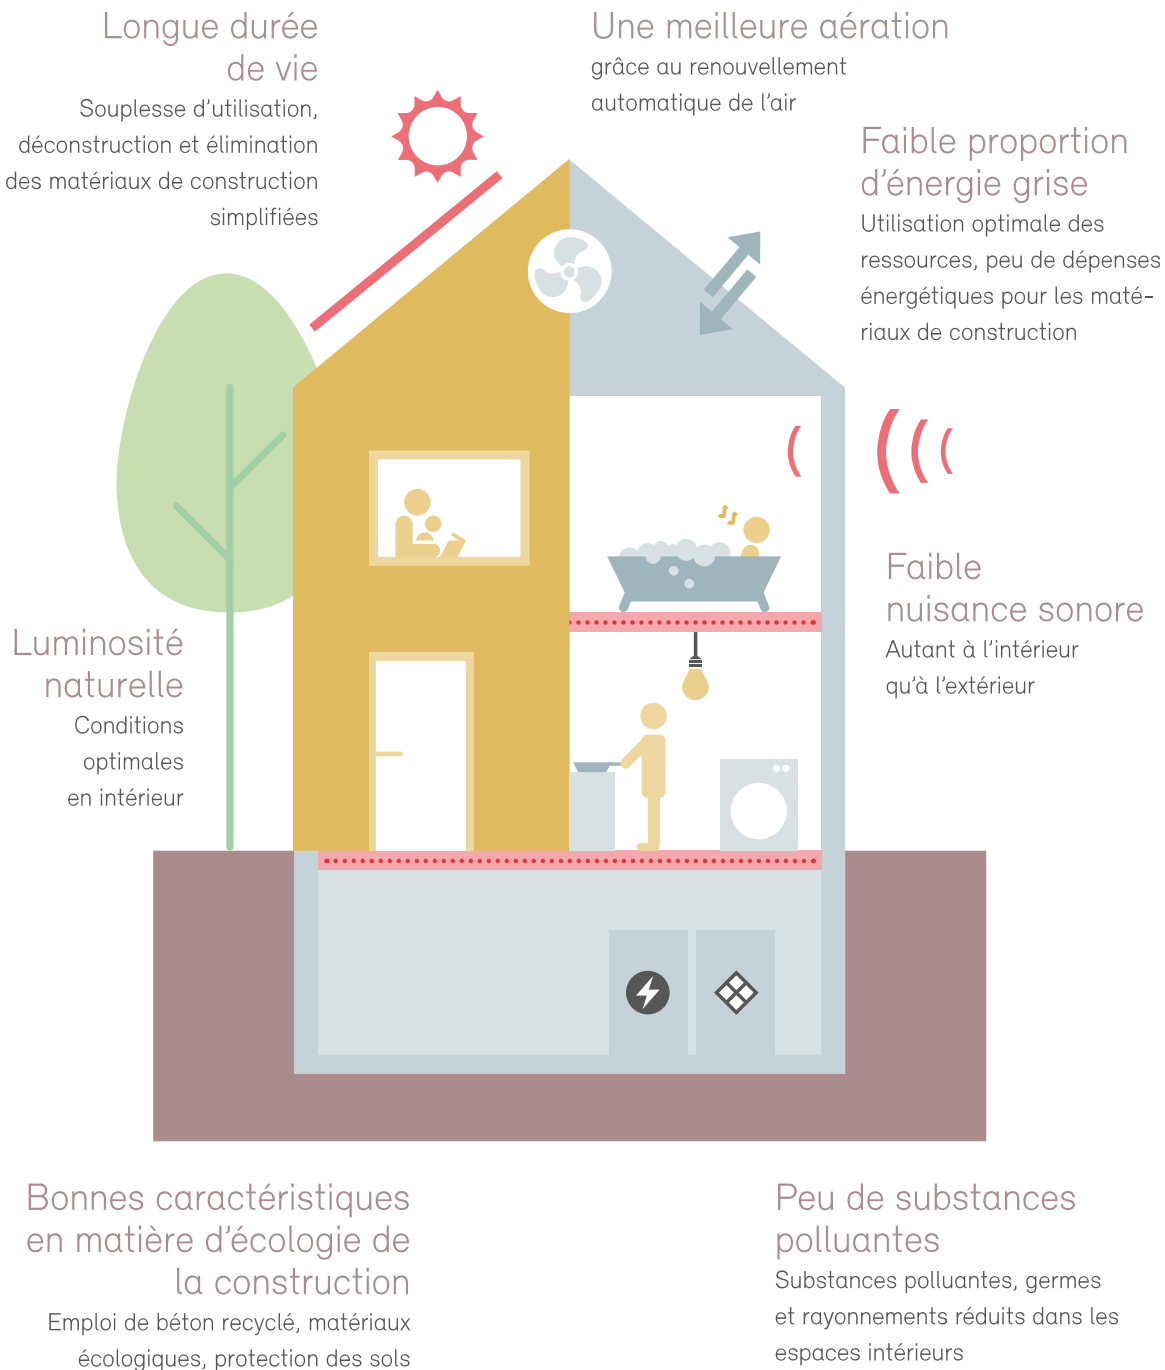 Longue durée
de vie
Souplesse d'utilisation,
déconstruction et élimination
des matériaux de construction
simplifiées
Une meilleure aération
grâce au renouvellement
automatique de l'air
Faible proportion
d'énergie grise
Utilisation optimale des
ressources, peu de dépenses
énergétiques pour les maté-
riaux de construction
Faible
nuisance sonore
Autant à l'intérieur
qu'à l'extérieur
Luminosité
naturelle
Conditions
optimales
en intérieur
Bonnes caractéristiques
en matière d'écologie de
la construction
Emploi de béton recyclé, matériaux
écologiques, protection des sols
Peu de substances
polluantes
Substances polluantes, germes
et rayonnements réduits dans les
espaces intérieurs